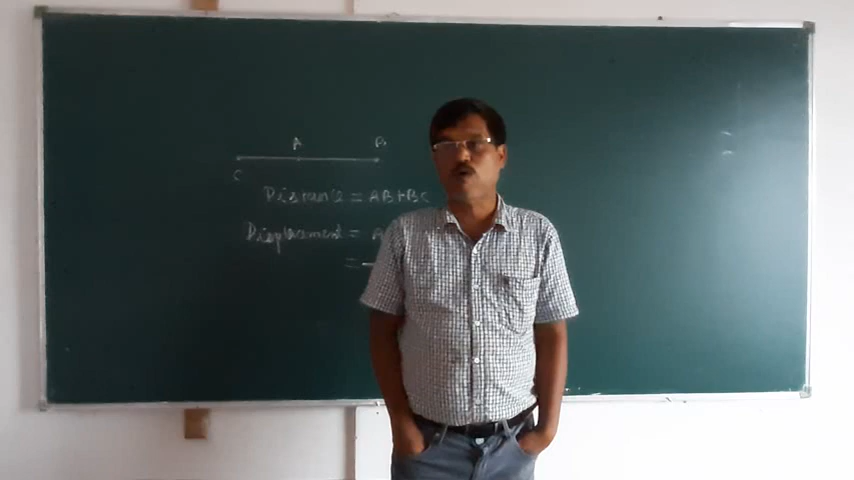 A B
C
Distance = AB+BC
Displacement = A
= -